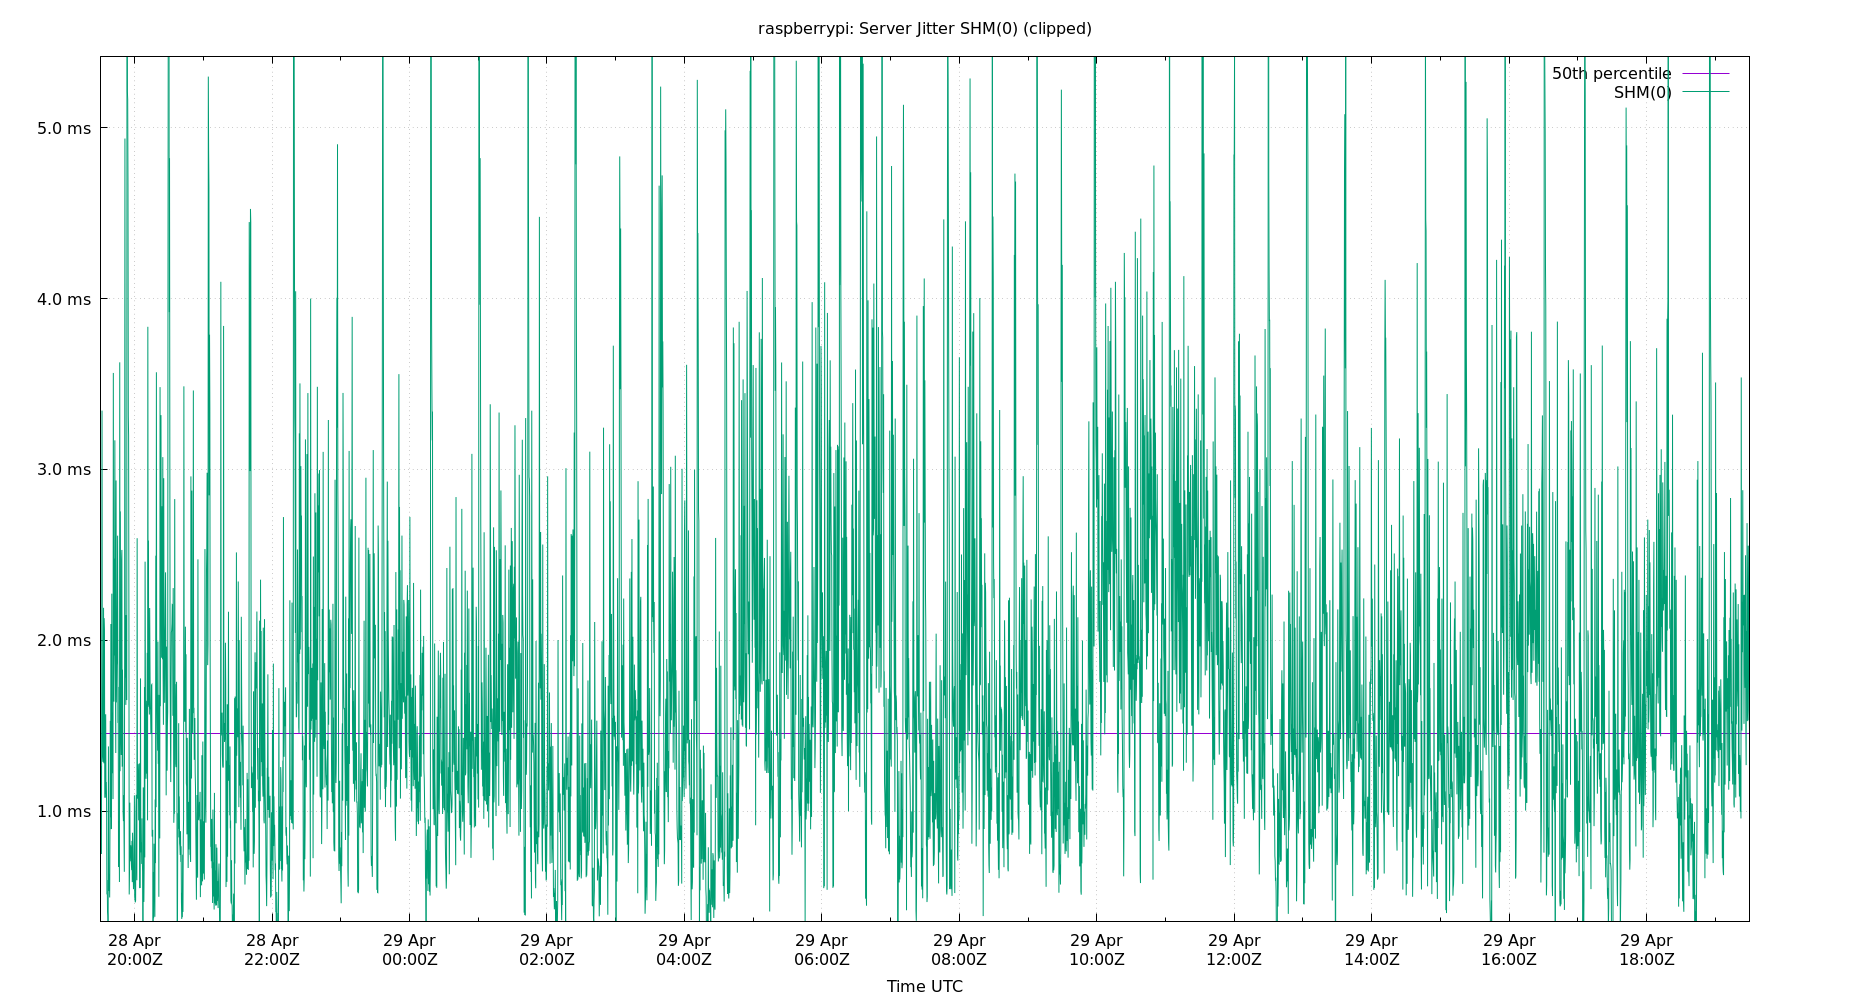 raspberrypi: Server Jitter SHM(0) (clipped)
50th percentile
SHM(0)
5.0 ms
4.0 ms
3.0 ms
2.0 ms
1.0 ms
28 Apr 28 Apr 29 Apr 29 Apr 29 Apr 29 Apr 29 Apr 29 Apr 29 Apr 29 Apr 29 Apr 29 Apr
20:00Z 22:00Z 00:00Z 02:00Z 04:00Z 06:00Z 08:00Z 10:00Z 12:00Z 14:00Z 16:00Z 18:00Z
Time UTC